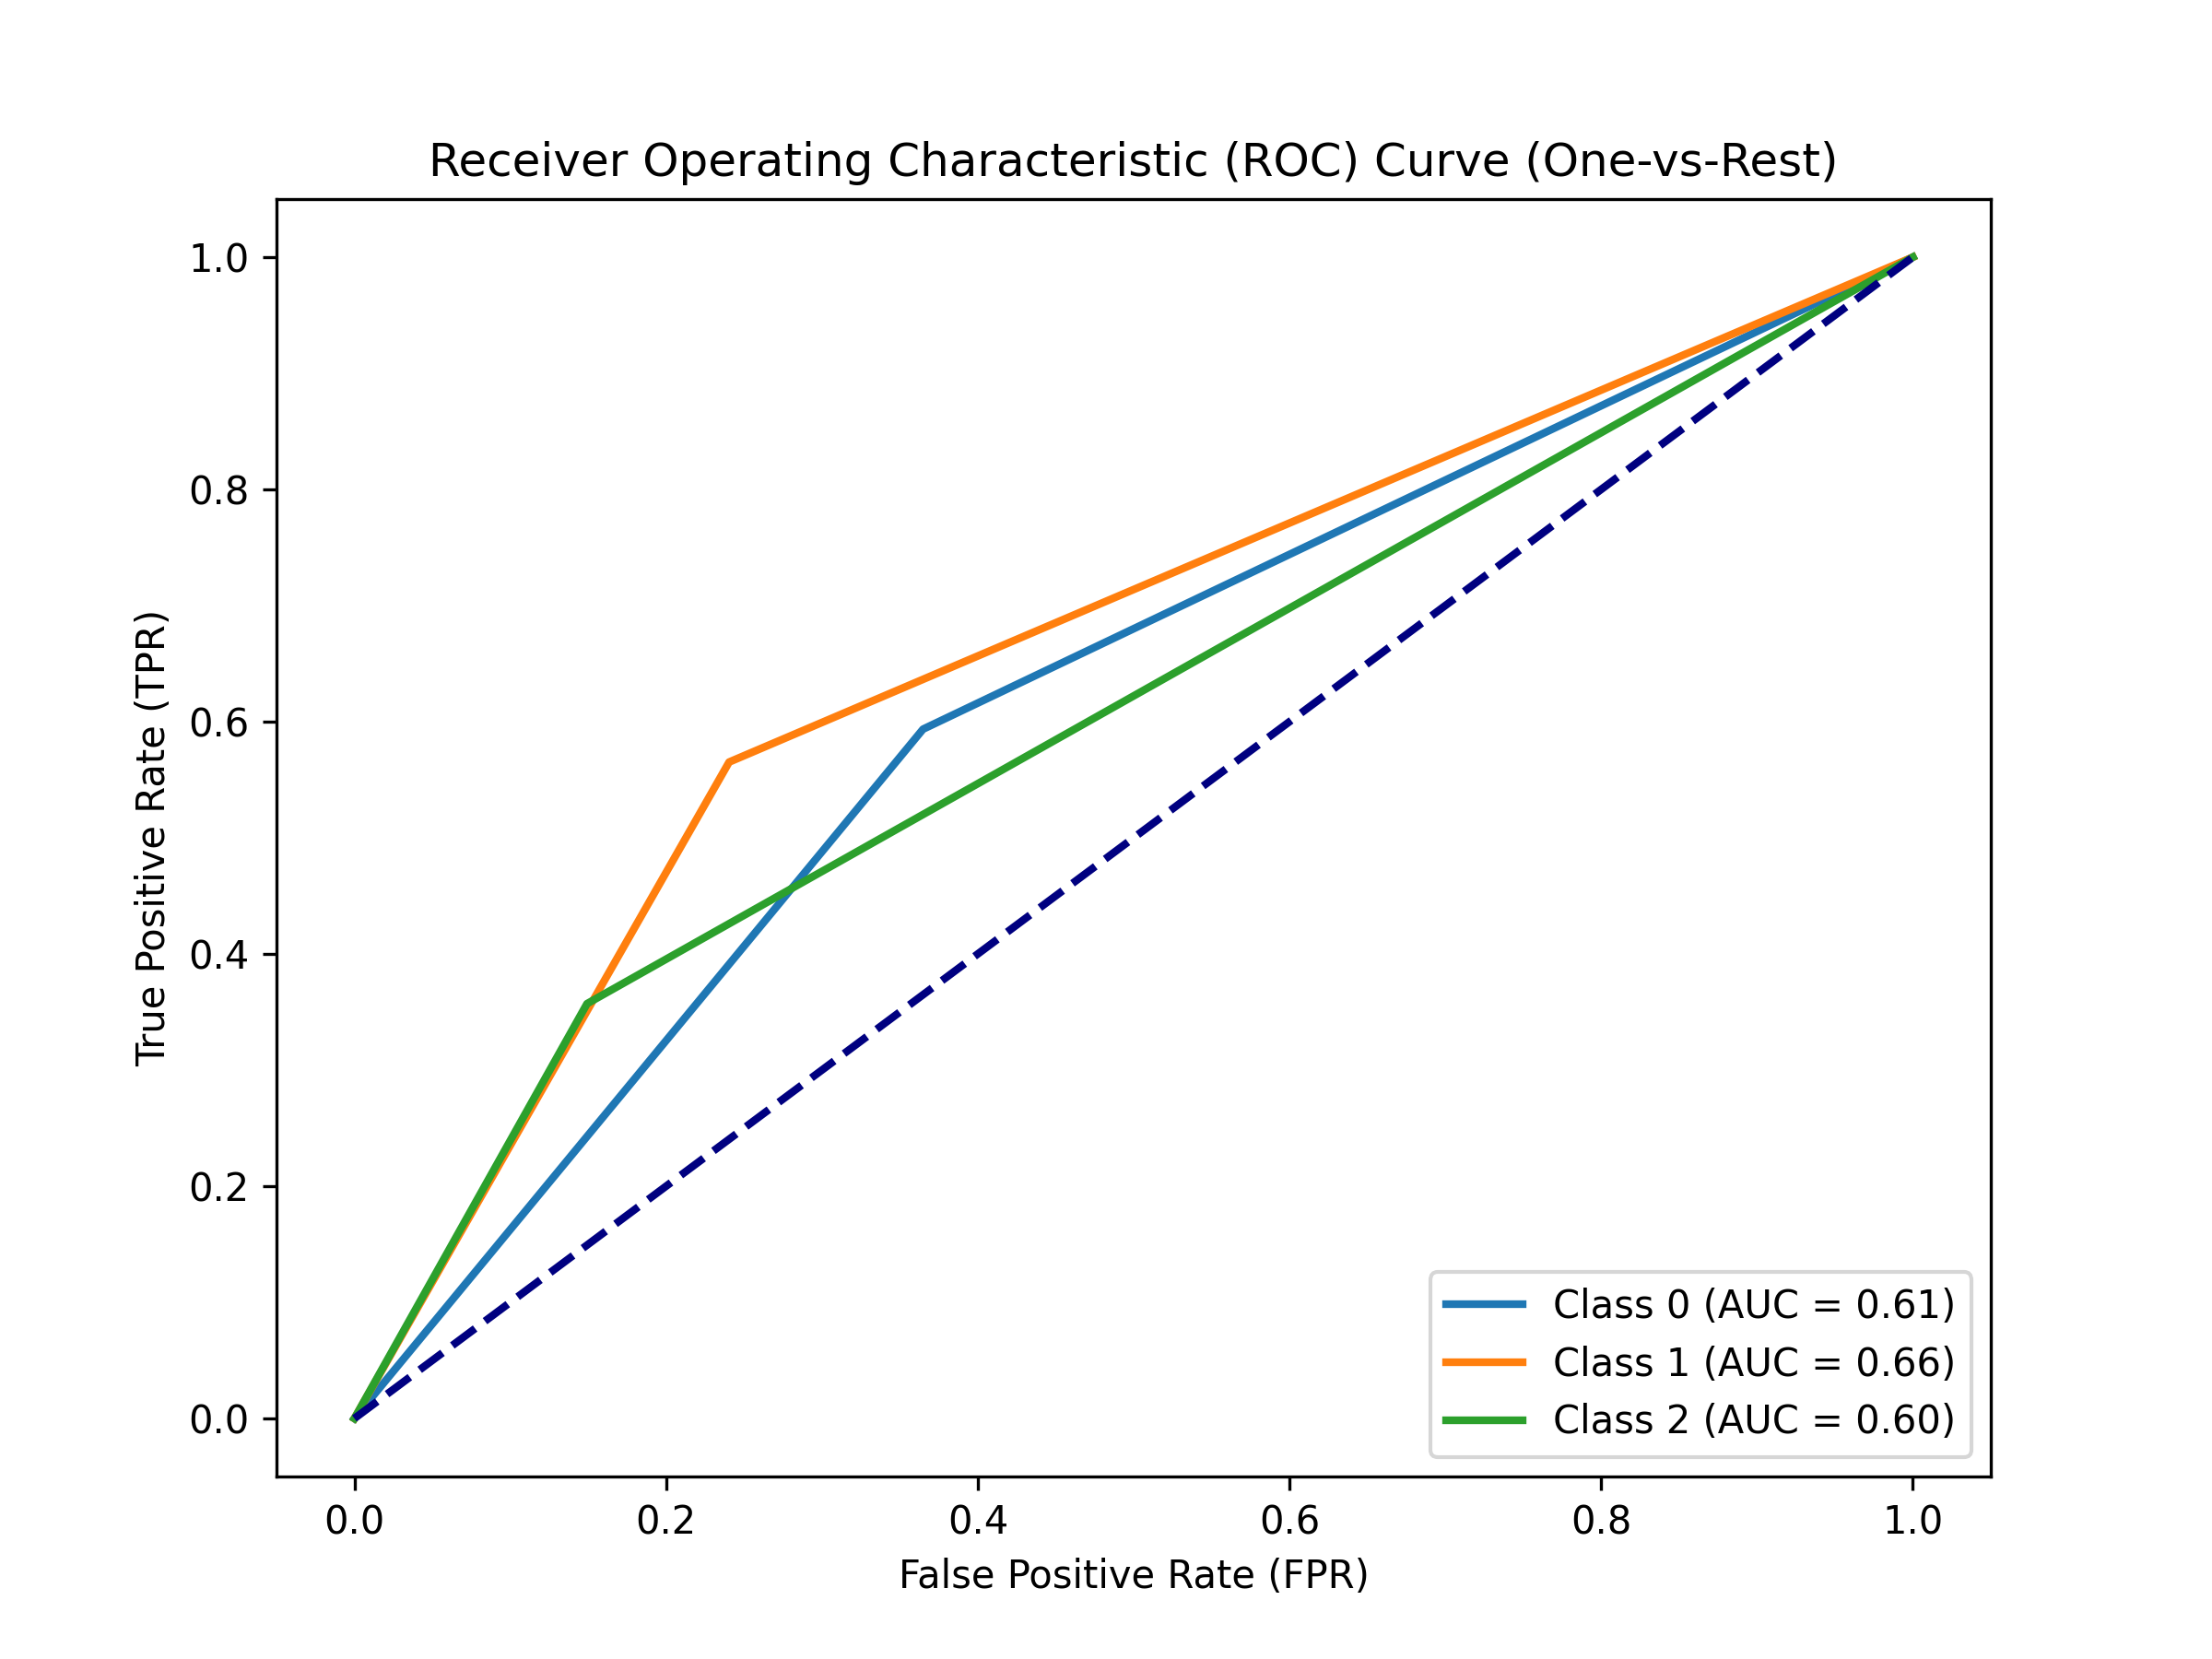 Receiver Operating Characteristic (ROC) Curve (One-vs-Rest)
1.0
0.8
0.6
0.4
0.2
0.0
True Positive Rate (TPR)
Class 0 (AUC = 0.61)
Class 1 (AUC = 0.66)
Class 2 (AUC = 0.60)
0.0 0.2 0.4 0.6 0.8 1.0
False Positive Rate (FPR)